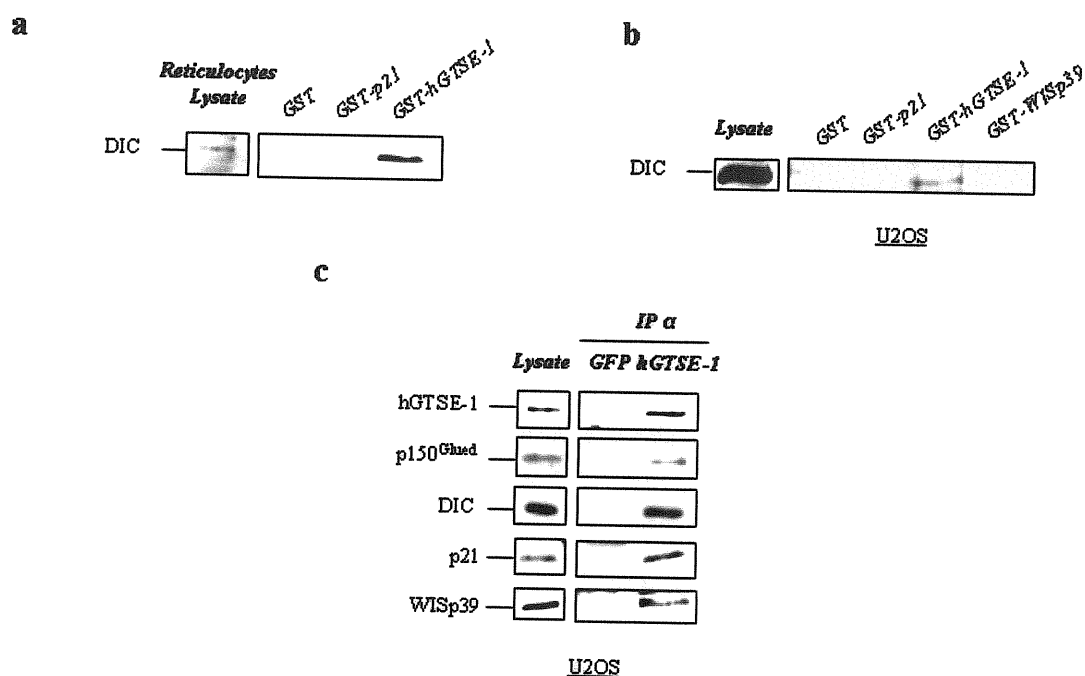 a
Reticulocytes
Lysate
GST
GST-p21
GST-hGTSE-1
DIC
b
Lysate
GST
GST-p21
GST-hGTSE-1
GST-WISp39
DIC
U2OS
c
IP α
Lysate
GFP hGTSE-1
hGTSE-1
p150Glued
DIC
p21
WISp39
U2OS